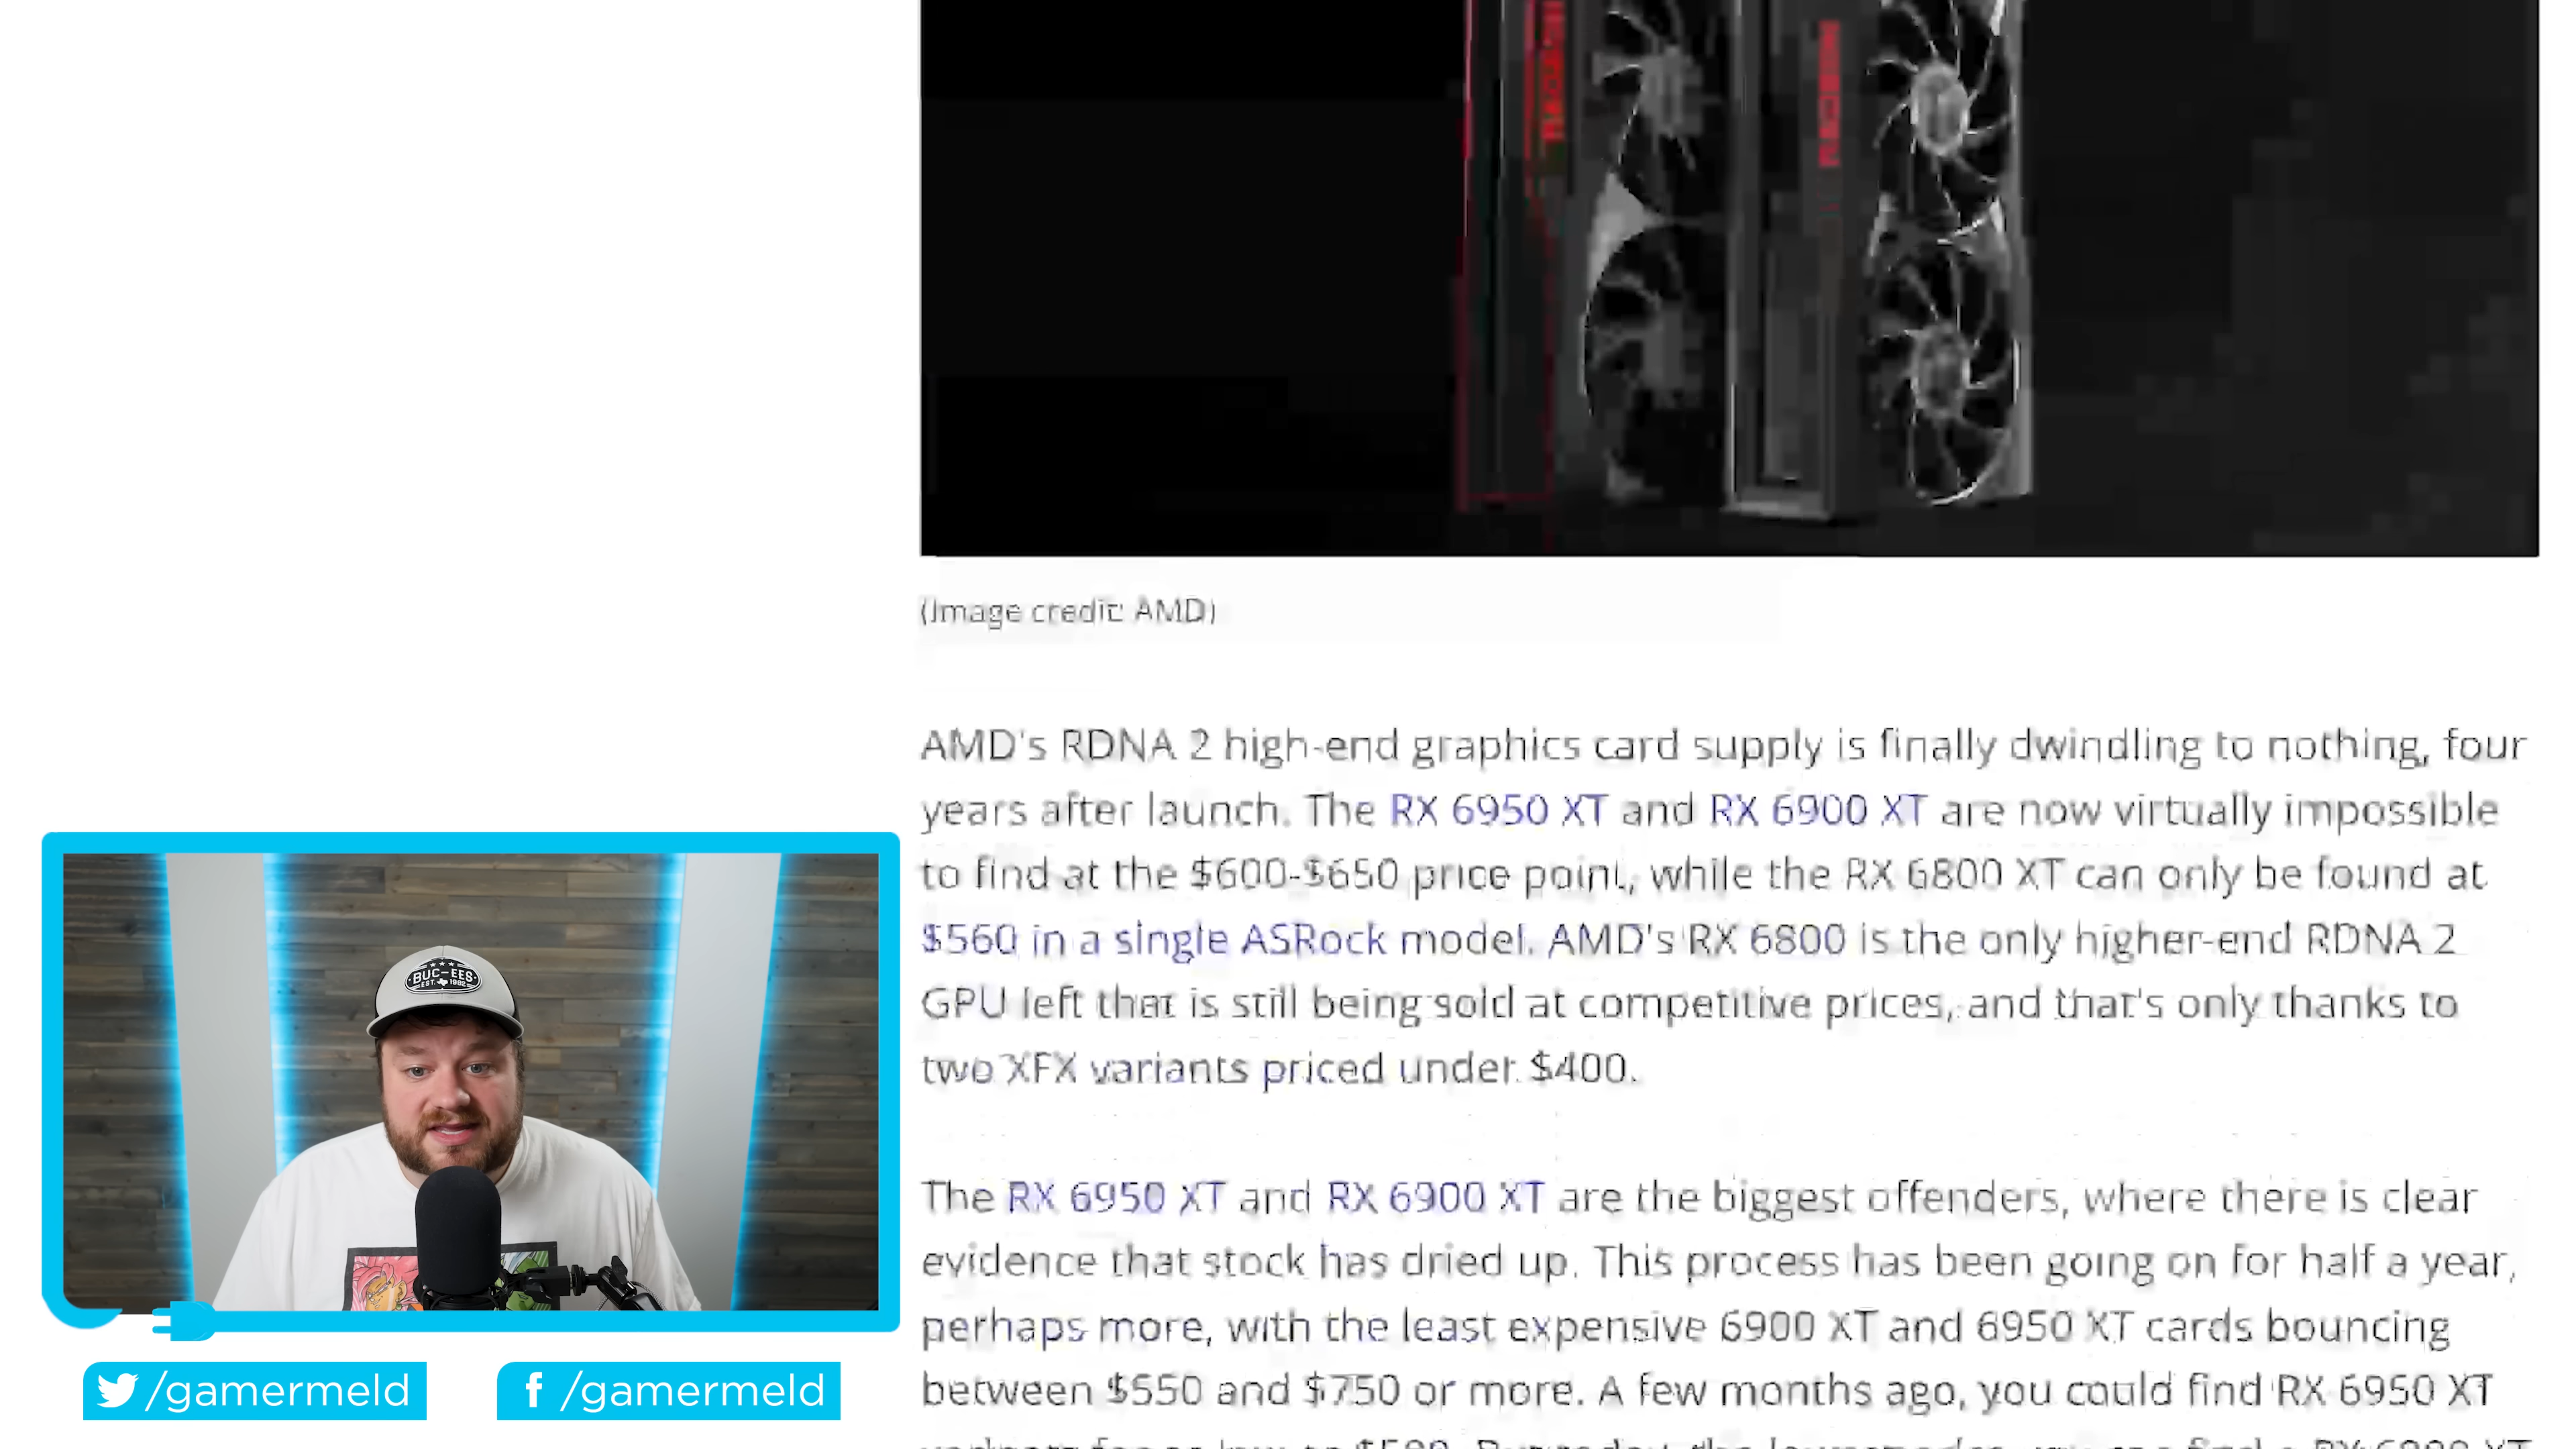 RADEON
(Image credit: AMD)
AMD's RDNA 2 high-end graphics card supply is finally dwindling to nothing, four
years after launch. The RX 6950 XT and RX 6900 XT are now virtually impossible
to find at the $600-$650 price point, while the RX 6800 XT can only be found at
$560 in a single ASRock model. AMD's RX 6800 is the only higher-end RDNA 2
GPU left that is still being sold at competitive prices, and that's only thanks to
two XFX variants priced under $400.
The RX 6950 XT and RX 6900 XT are the biggest offenders, where there is clear
evidence that stock has dried up. This process has been going on for half a year,
perhaps more, with the least expensive 6900 XT and 6950 XT cards bouncing
between $550 and $750 or more. A few months ago, you could find RX 6950 XT
BUC-EES
EST. 1982
/gamermeld
/gamermeld